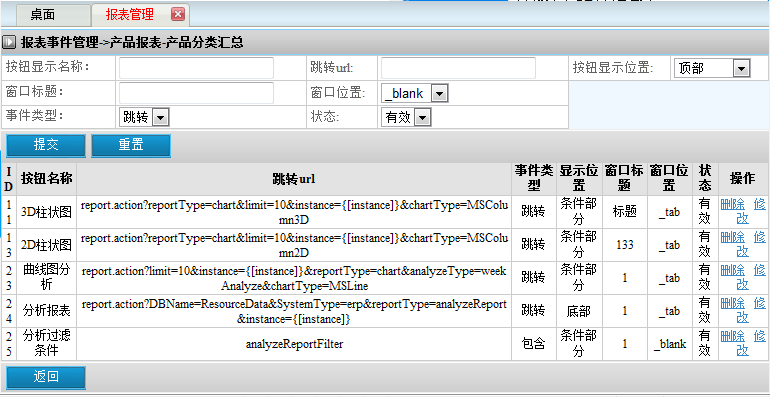 桌面 报表管理
报表事件管理->产品报表-产品分类汇总
按钮显示名称： 跳转url: 按钮显示位置: 顶部
窗口标题： 窗口位置: _blank
事件类型： 跳转 状态: 有效
提交 重置
ID 按钮名称 跳转url 事件类型 显示位置 窗口标题 窗口位置 状态 操作
11 3D柱状图 report.action?reportType=chart&limit=10&instance={[instance]}&chartType=MSColumn3D 跳转 条件部分 标题 _tab 有效 删除 修改
13 2D柱状图 report.action?reportType=chart&limit=10&instance={[instance]}&chartType=MSColumn2D 跳转 条件部分 133 _tab 有效 删除 修改
23 曲线图分析 report.action?limit=10&instance={[instance]}&reportType=chart&analyzeType=weekAnalyze&chartType=MSLine 跳转 条件部分 1 _tab 有效 删除 修改
24 分析报表 report.action?DBName=ResourceData&SystemType=erp&reportType=analyzeReport&instance={[instance]} 跳转 底部 1 _tab 有效 删除 修改
25 分析过滤条件 analyzeReportFilter 包含 条件部分 1 _blank 有效 删除 修改
返回